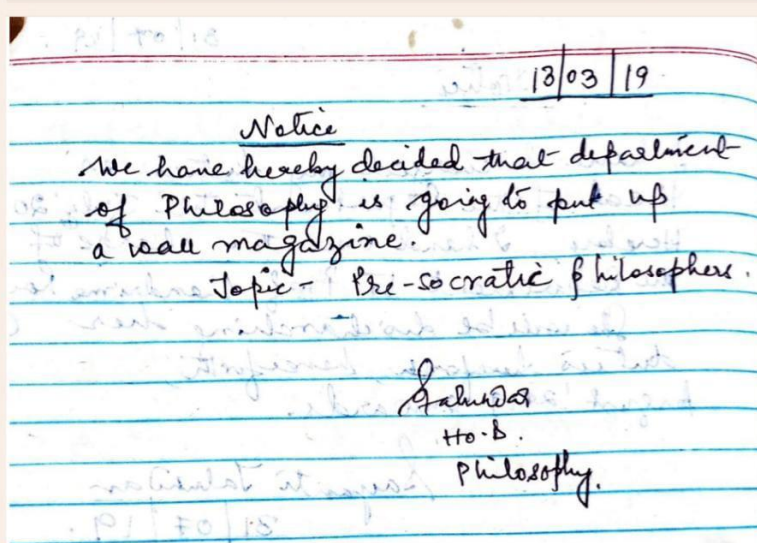 13/03/19
Notice
We have hereby decided that department
of Philosophy is going to put up
a wall magazine.
Topic - Pre-socratic philosophers.
H.O.D.
Philosophy.